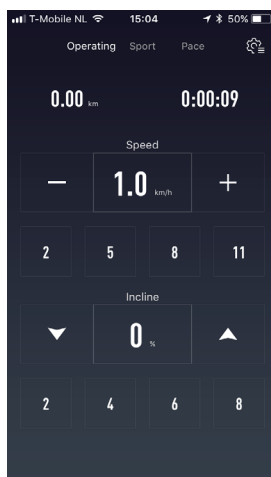 T-Mobile NL 15:04 50%
Operating Sport Pace
0.00 km 0:00:09
Speed
1.0 km/h
2 5 8 11
Incline
0 %
2 4 6 8